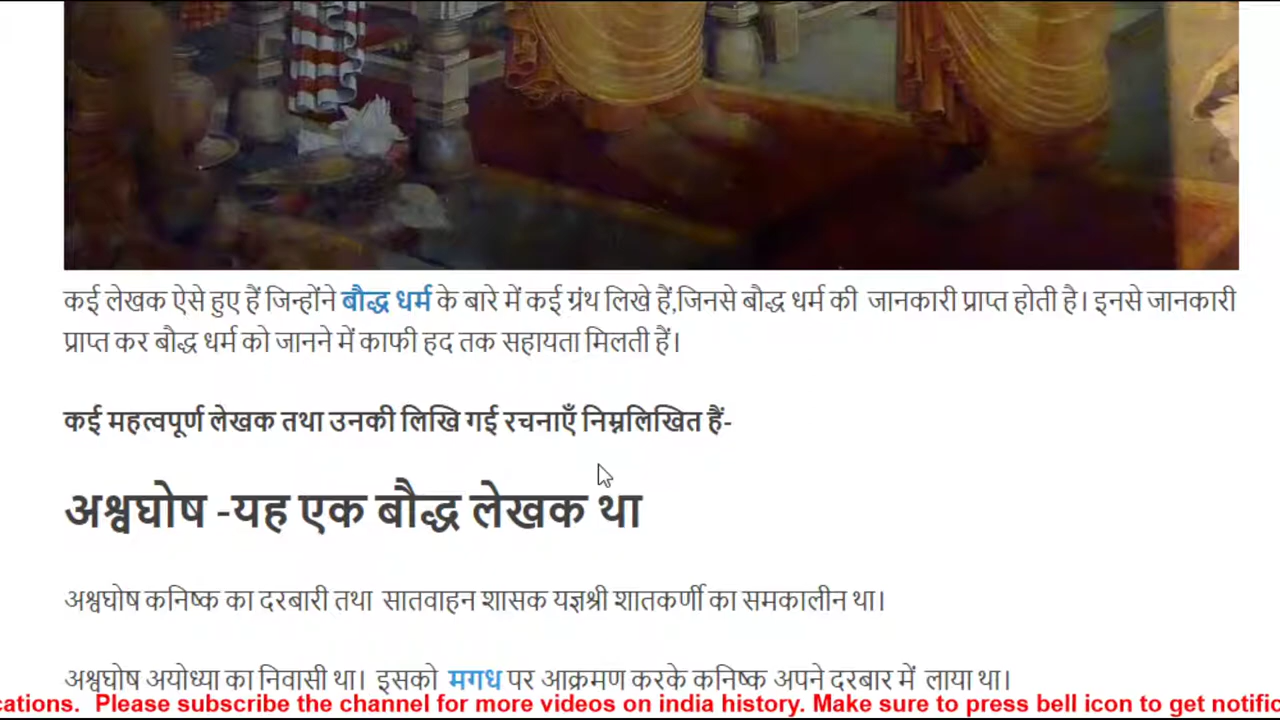 कई लेखक ऐसे हुए हैं जिन्होंने बौद्ध धर्म के बारे में कई ग्रंथ लिखे हैं,जिनसे बौद्ध धर्म की जानकारी प्राप्त होती है। इनसे जानकारी
प्राप्त कर बौद्ध धर्म को जानने में काफी हद तक सहायता मिलती हैं।
कई महत्वपूर्ण लेखक तथा उनकी लिखि गई रचनाएँ निम्नलिखित हैं-
अश्वघोष -यह एक बौद्ध लेखक था
अश्वघोष कनिष्क का दरबारी तथा सातवाहन शासक यज्ञश्री शातकर्णी का समकालीन था।
अश्वघोष अयोध्या का निवासी था। इसको मगध पर आक्रमण करके कनिष्क अपने दरबार में लाया था।
cations. Please subscribe the channel for more videos on india history. Make sure to press bell icon to get notific